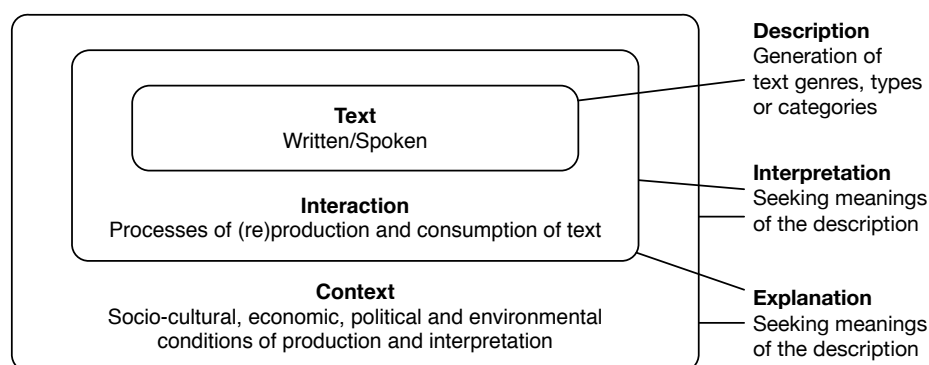 Text
Written/Spoken
Interaction
Processes of (re)production and consumption of text
Context
Socio-cultural, economic, political and environmental
conditions of production and interpretation
Description
Generation of
text genres, types
or categories
Interpretation
Seeking meanings
of the description
Explanation
Seeking meanings
of the description